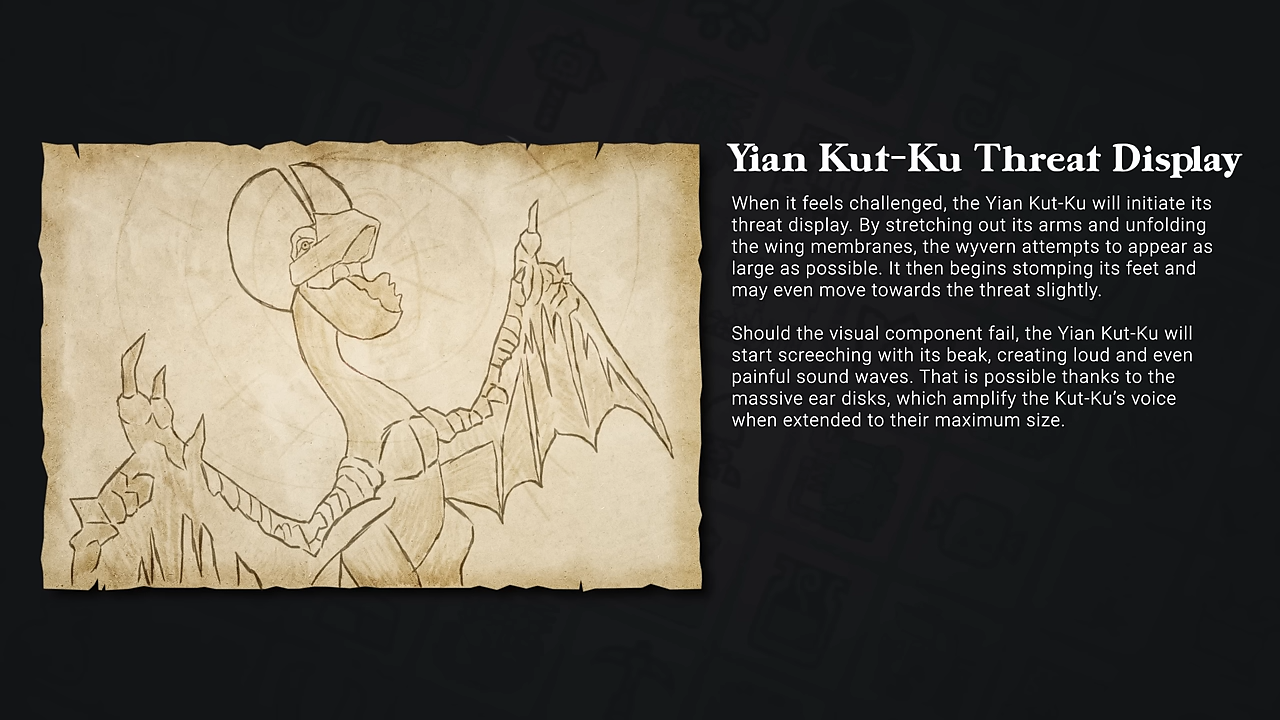 Yian Kut-Ku Threat Display
When it feels challenged, the Yian Kut-Ku will initiate its
threat display. By stretching out its arms and unfolding
the wing membranes, the wyvern attempts to appear as
large as possible. It then begins stomping its feet and
may even move towards the threat slightly.
Should the visual component fail, the Yian Kut-Ku will
start screeching with its beak, creating loud and even
painful sound waves. That is possible thanks to the
massive ear disks, which amplify the Kut-Ku’s voice
when extended to their maximum size.